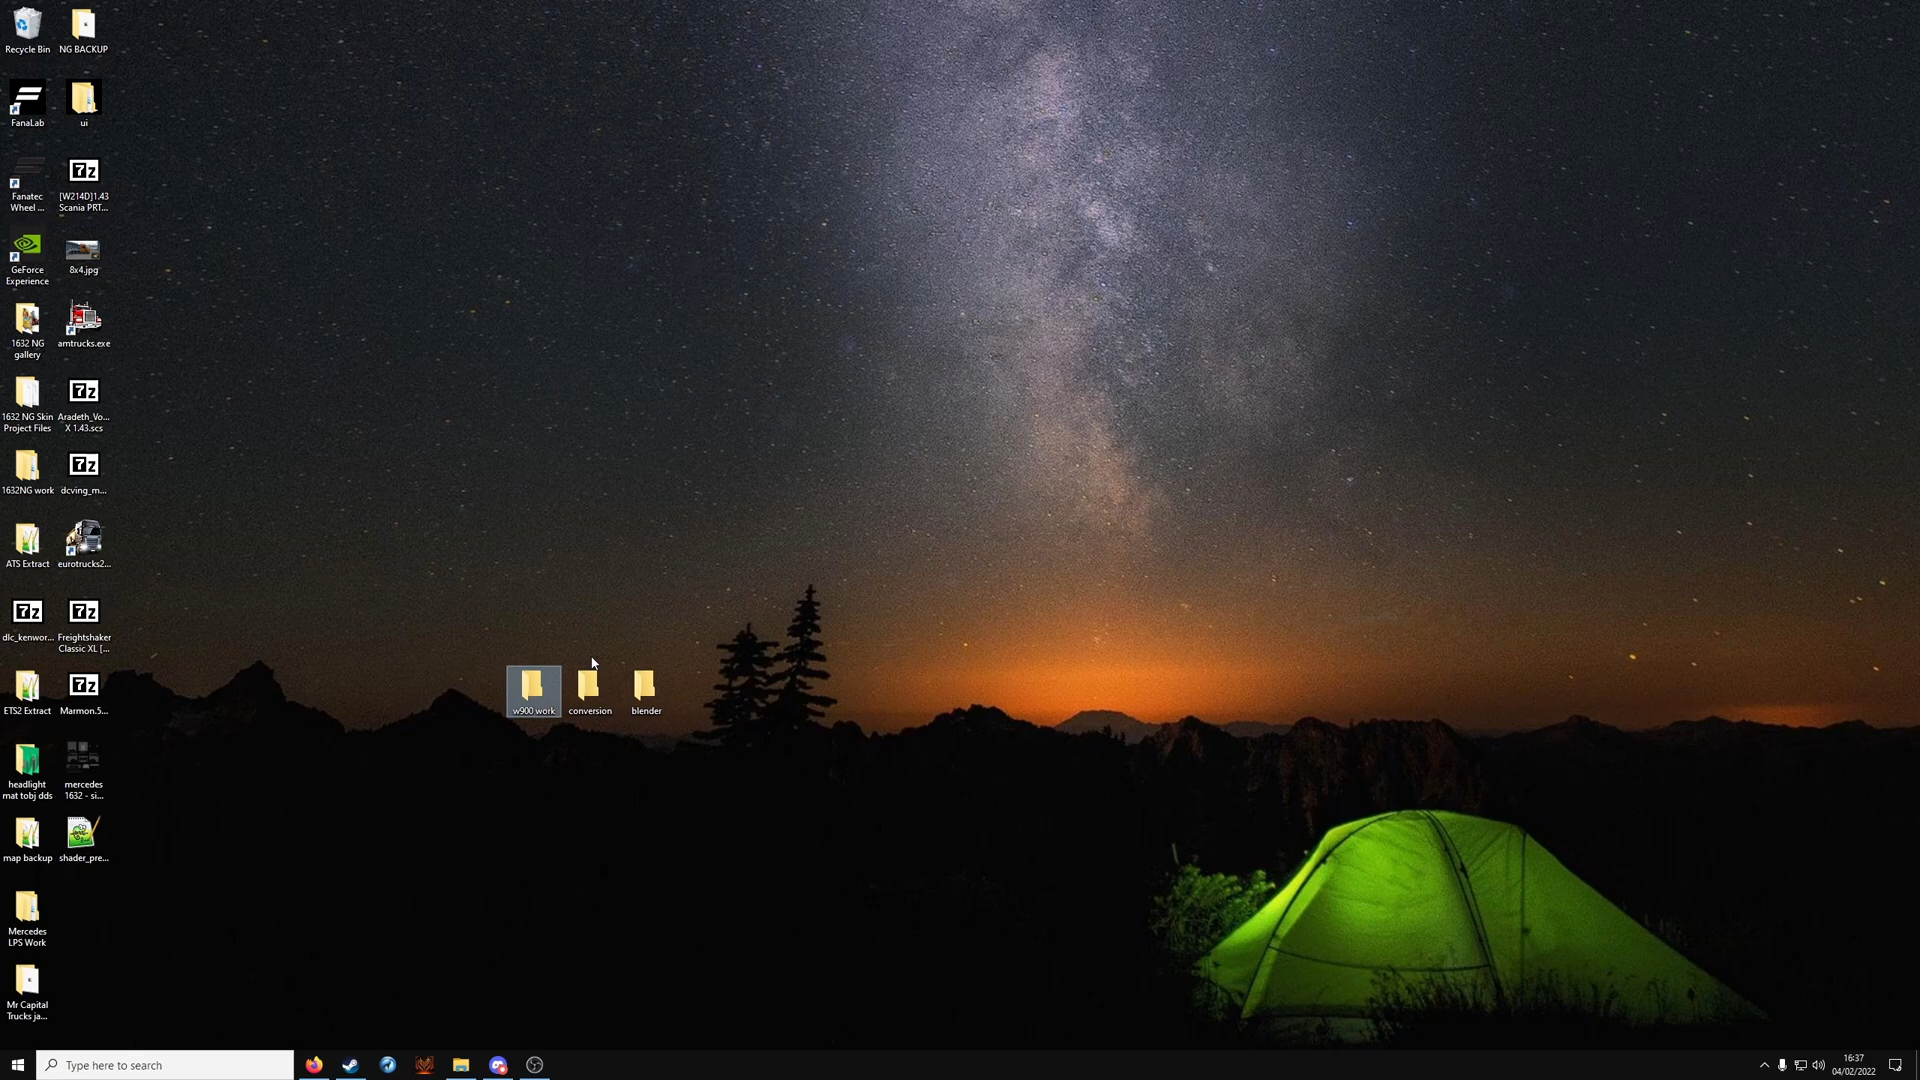 Recycle Bin
NG BACKUP
FanaLab
ui
Fanatec
Wheel ...
[W214D]1.43
Scania PRT...
GeForce
Experience
8x4.jpg
1632 NG
gallery
amtrucks.exe
1632 NG Skin
Project Files
Aradeth_Vo...
X 1.43.scs
1632NG work
dcving_m...
ATS Extract
eurotrucks2...
dlc_kenwor...
Freightshaker
Classic XL [...
ETS2 Extract
Marmon.5...
w900 work
conversion
blender
headlight
mat tobj dds
mercedes
1632 - si...
map backup
shader_pre...
Mercedes
LPS Work
Mr Capital
Trucks ja...
Type here to search
16:37
04/02/2022